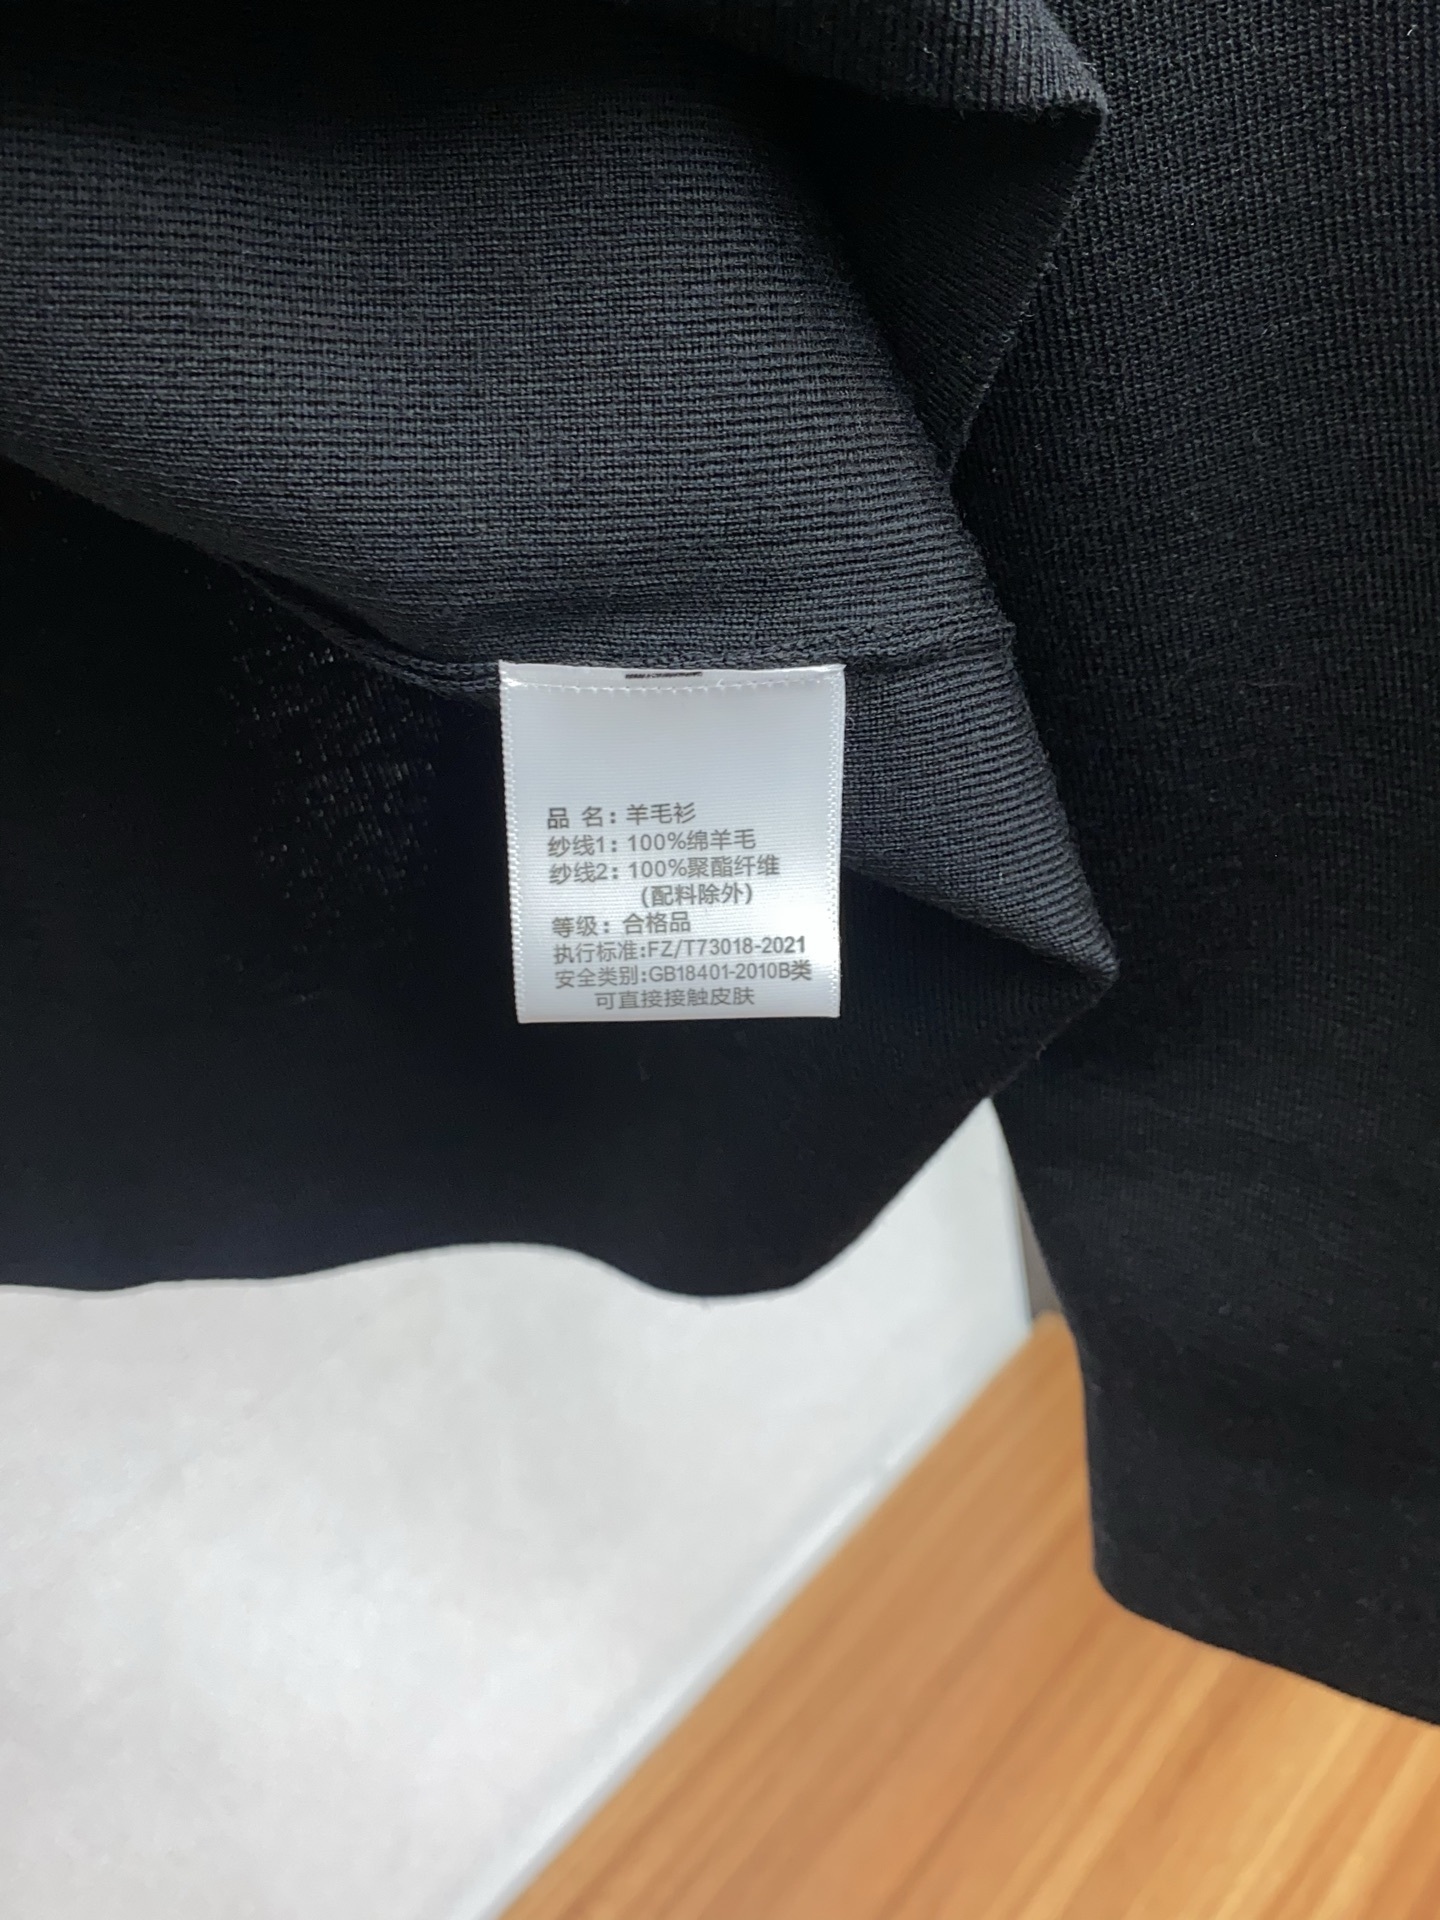 品 名：羊毛衫
纱线1：100%绵羊毛
纱线2：100%聚酯纤维
(配料除外)
等级：合格品
执行标准:FZ/T73018-2021
安全类别:GB18401-2010B类
可直接接触皮肤